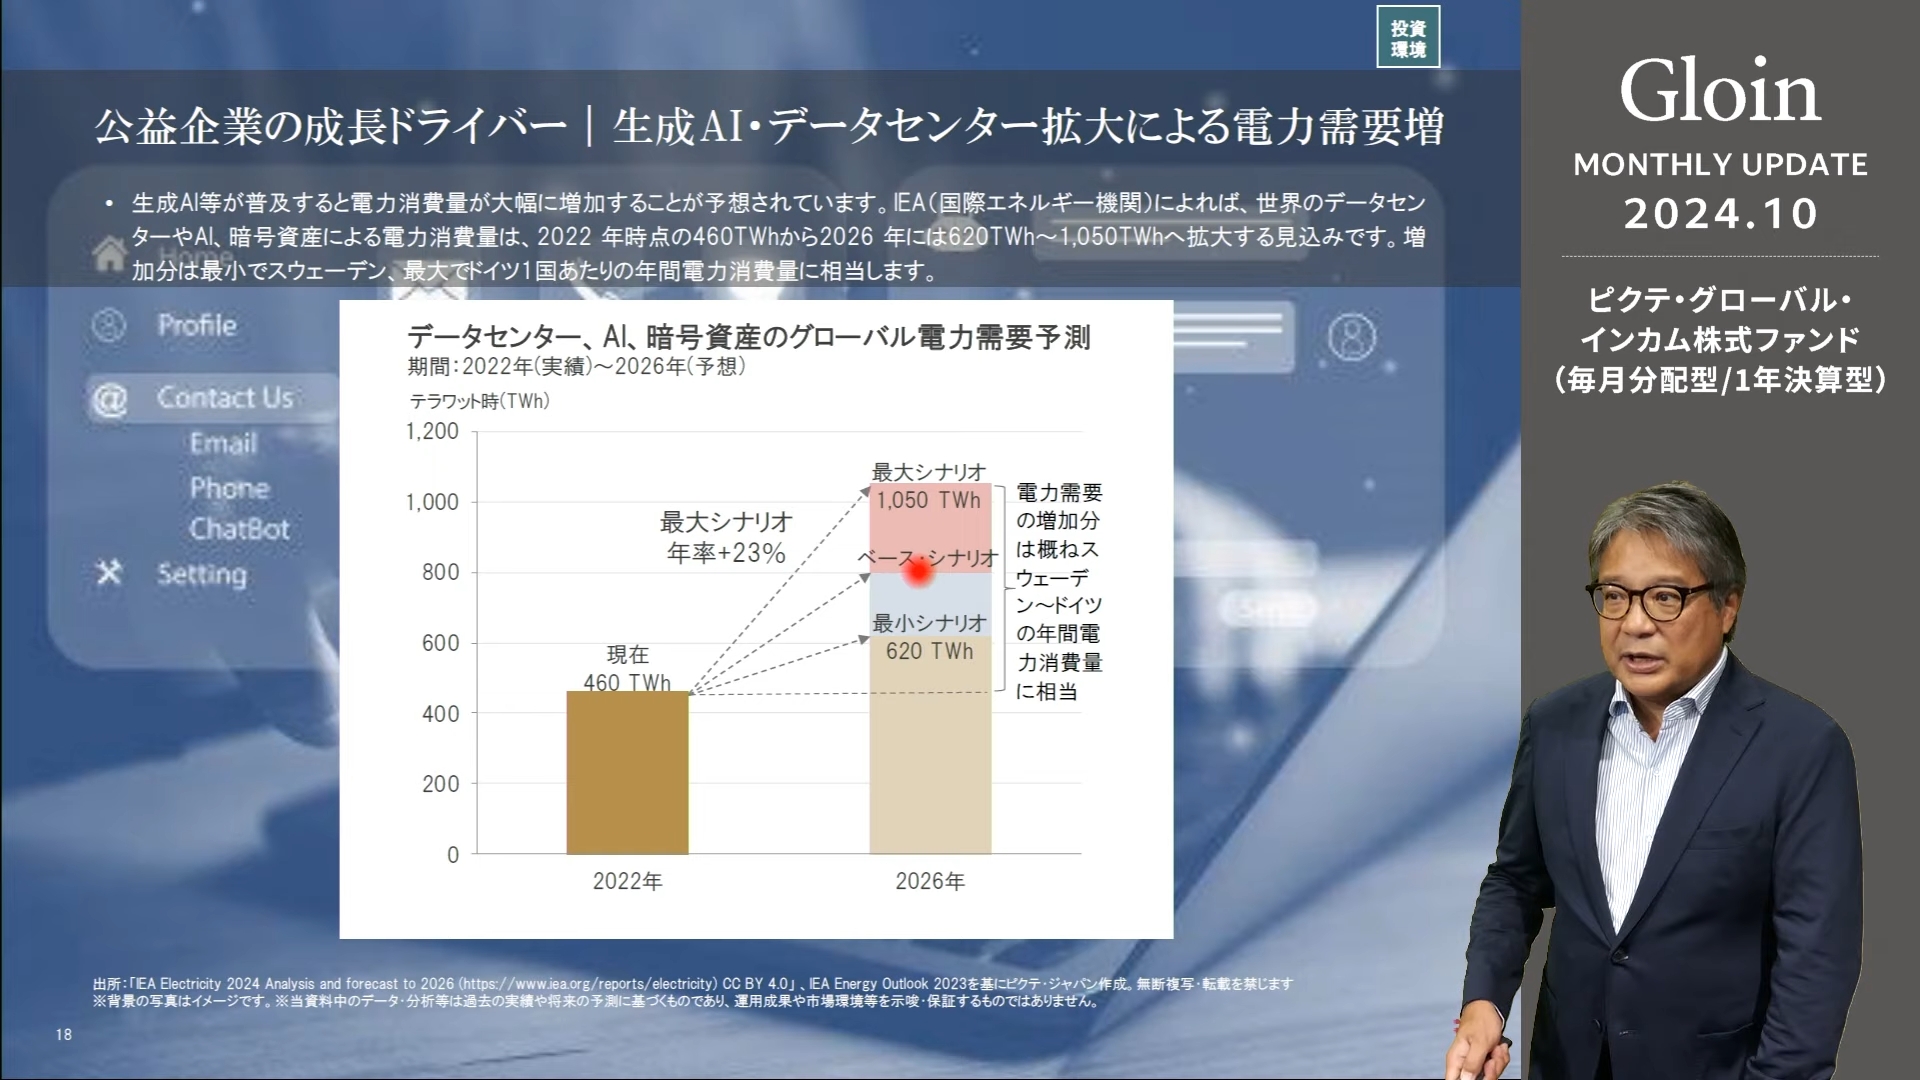 投資
環境
公益企業の成長ドライバー｜生成AI・データセンター拡大による電力需要増
• 生成AI等が普及すると電力消費量が大幅に増加することが予想されています。IEA（国際エネルギー機関）によれば、世界のデータセン
ターやAI、暗号資産による電力消費量は、2022 年時点の460TWhから2026 年には620TWh～1,050TWhへ拡大する見込みです。増
加分は最小でスウェーデン、最大でドイツ1国あたりの年間電力消費量に相当します。
Home
Profile
@ Contact Us
Email
Phone
ChatBot
Setting
Save
データセンター、AI、暗号資産のグローバル電力需要予測
期間：2022年(実績)～2026年(予想)
テラワット時(TWh)
1,200
1,000
800
600
400
200
0
現在
460 TWh
最大シナリオ
年率+23%
最大シナリオ
1,050 TWh
ベース・シナリオ
最小シナリオ
620 TWh
電力需要
の増加分
は概ねス
ウェーデ
ン～ドイツ
の年間電
力消費量
に相当
2022年
2026年
出所：「IEA Electricity 2024 Analysis and forecast to 2026 (https://www.iea.org/reports/electricity) CC BY 4.0」、IEA Energy Outlook 2023を基にピクテ・ジャパン作成。無断複写・転載を禁じます
※背景の写真はイメージです。※当資料中のデータ・分析等は過去の実績や将来の予測に基づくものであり、運用成果や市場環境等を示唆・保証するものではありません。
18
Gloin
MONTHLY UPDATE
2024.10
ピクテ・グローバル・
インカム株式ファンド
（毎月分配型/1年決算型）